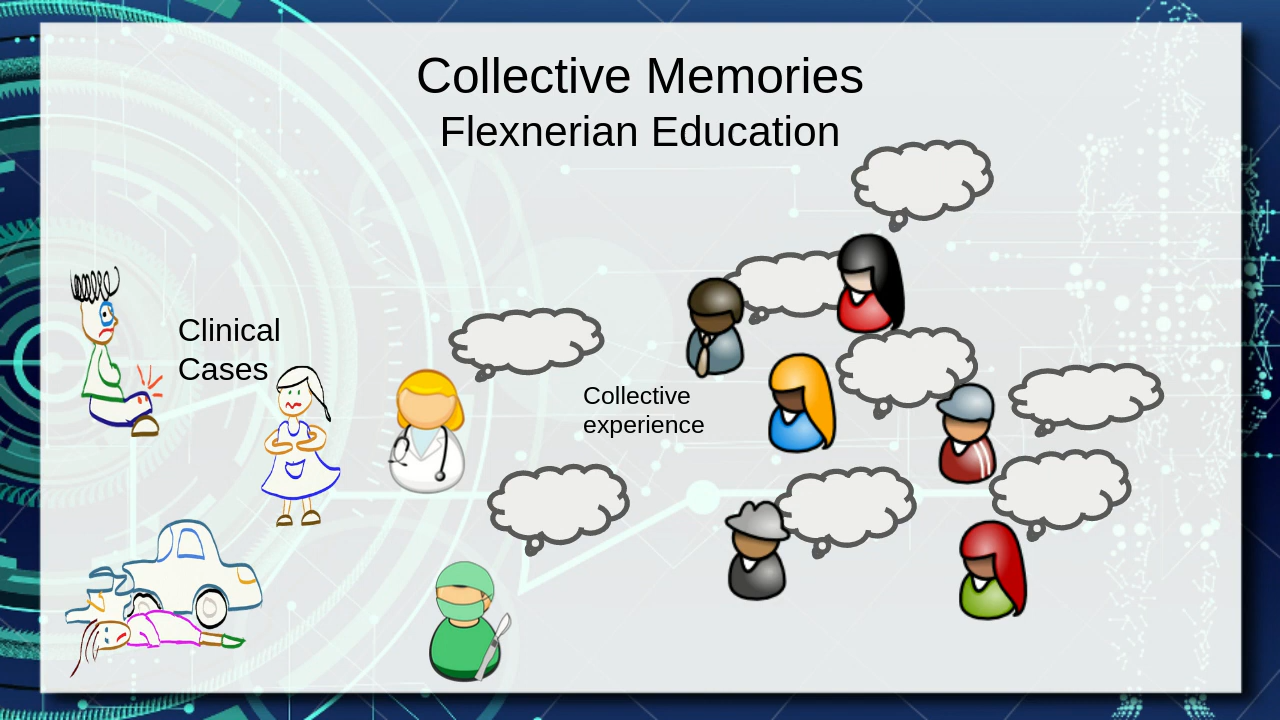 Collective Memories
Flexnerian Education
Clinical
Cases
Collective
experience